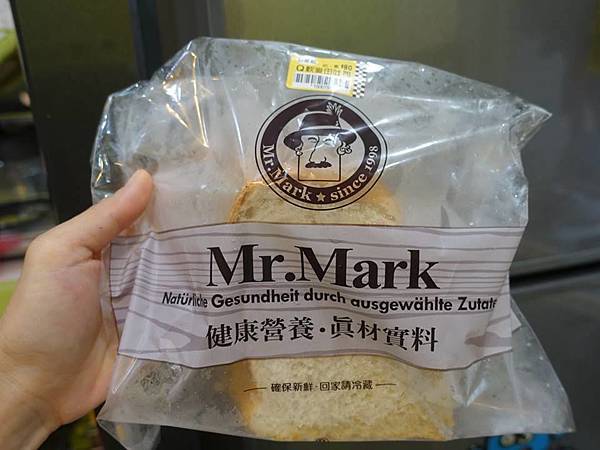 Mr.Mark ★ since 1998
Mr.Mark
Natürliche Gesundheit durch ausgewählte Zutate
健康營養·真材實料
確保新鮮·回家請冷藏